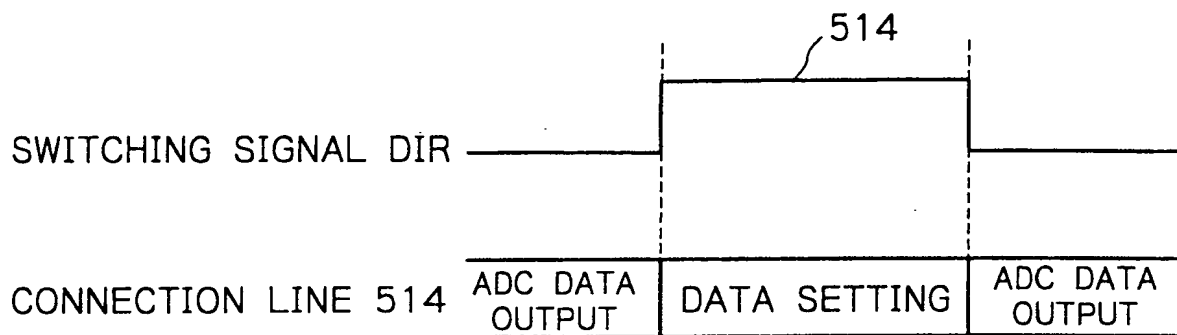 514
SWITCHING SIGNAL DIR
CONNECTION LINE 514
ADC DATA
OUTPUT
DATA SETTING
ADC DATA
OUTPUT